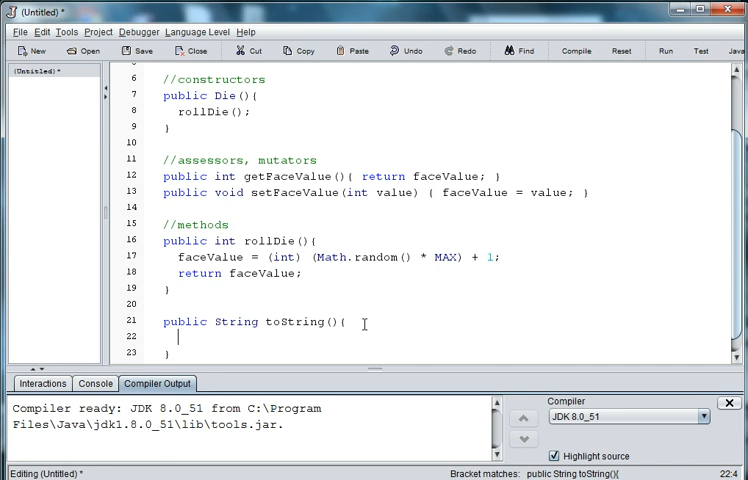 (Untitled) *
File Edit Tools Project Debugger Language Level Help
New Open Save Close Cut Copy Paste Undo Redo Find Compile Reset Run Test Java
(Untitled) *
6 //constructors
7 public Die(){
8 rollDie();
9 }
10
11 //assessors, mutators
12 public int getFaceValue(){ return faceValue; }
13 public void setFaceValue(int value) { faceValue = value; }
14
15 //methods
16 public int rollDie(){
17 faceValue = (int) (Math.random() * MAX) + 1;
18 return faceValue;
19 }
20
21 public String toString(){
22
23 }
Interactions Console Compiler Output
Compiler ready: JDK 8.0_51 from C:\Program
Files\Java\jdk1.8.0_51\lib\tools.jar.
Compiler
JDK 8.0_51
Highlight source
Editing (Untitled) * Bracket matches: public String toString(){ 22:4